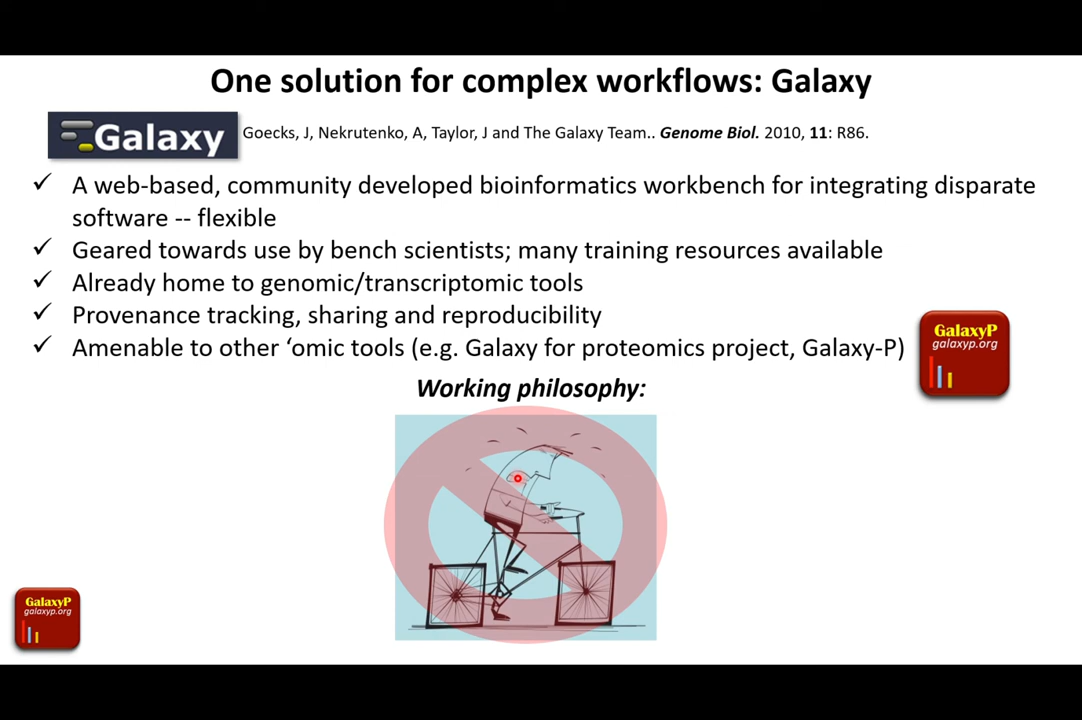 One solution for complex workflows: Galaxy
Galaxy
Goecks, J, Nekrutenko, A, Taylor, J and The Galaxy Team.. Genome Biol. 2010, 11: R86.
✓ A web-based, community developed bioinformatics workbench for integrating disparate
software -- flexible
✓ Geared towards use by bench scientists; many training resources available
✓ Already home to genomic/transcriptomic tools
✓ Provenance tracking, sharing and reproducibility
✓ Amenable to other ‘omic tools (e.g. Galaxy for proteomics project, Galaxy-P)
GalaxyP
galaxyp.org
Working philosophy:
GalaxyP
galaxyp.org